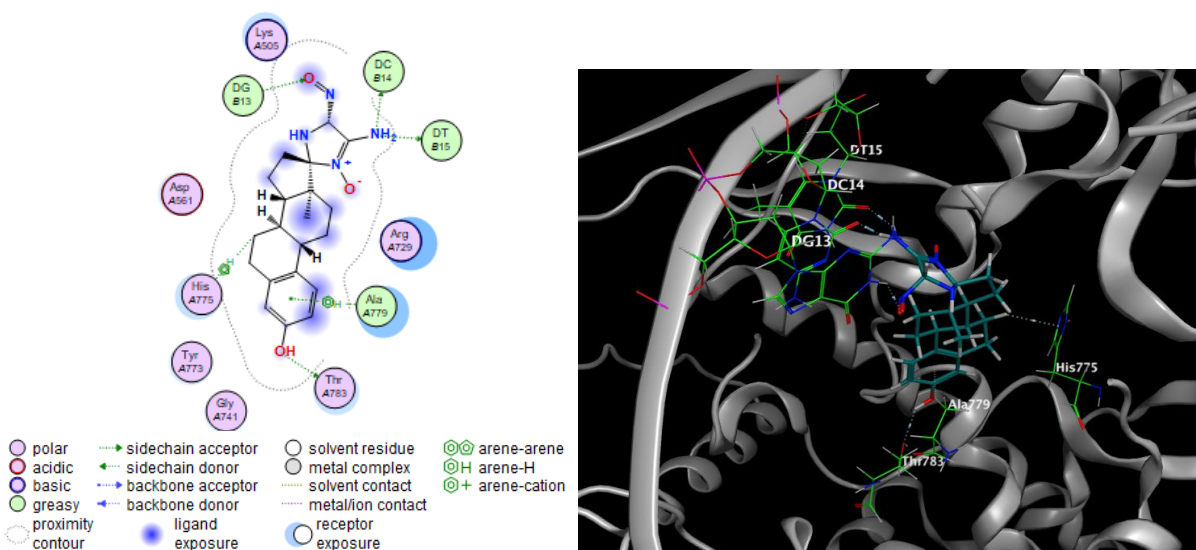 Lys
A505
DC
B14
DG
B13
O
N
HN
NH2
DT
B15
N +
O -
H
H
H
Asp
A561
Arg
A729
H
His
A775
H
Ala
A779
OH
Tyr
A773
Thr
A783
Gly
A741
polar
acidic
basic
greasy
proximity
contour
sidechain acceptor
sidechain donor
backbone acceptor
backbone donor
ligand
exposure
solvent residue
metal complex
solvent contact
metal/ion contact
receptor
exposure
arene-arene
H arene-H
+ arene-cation
DT15
DC14
DG13
His775
Ala779
Thr783